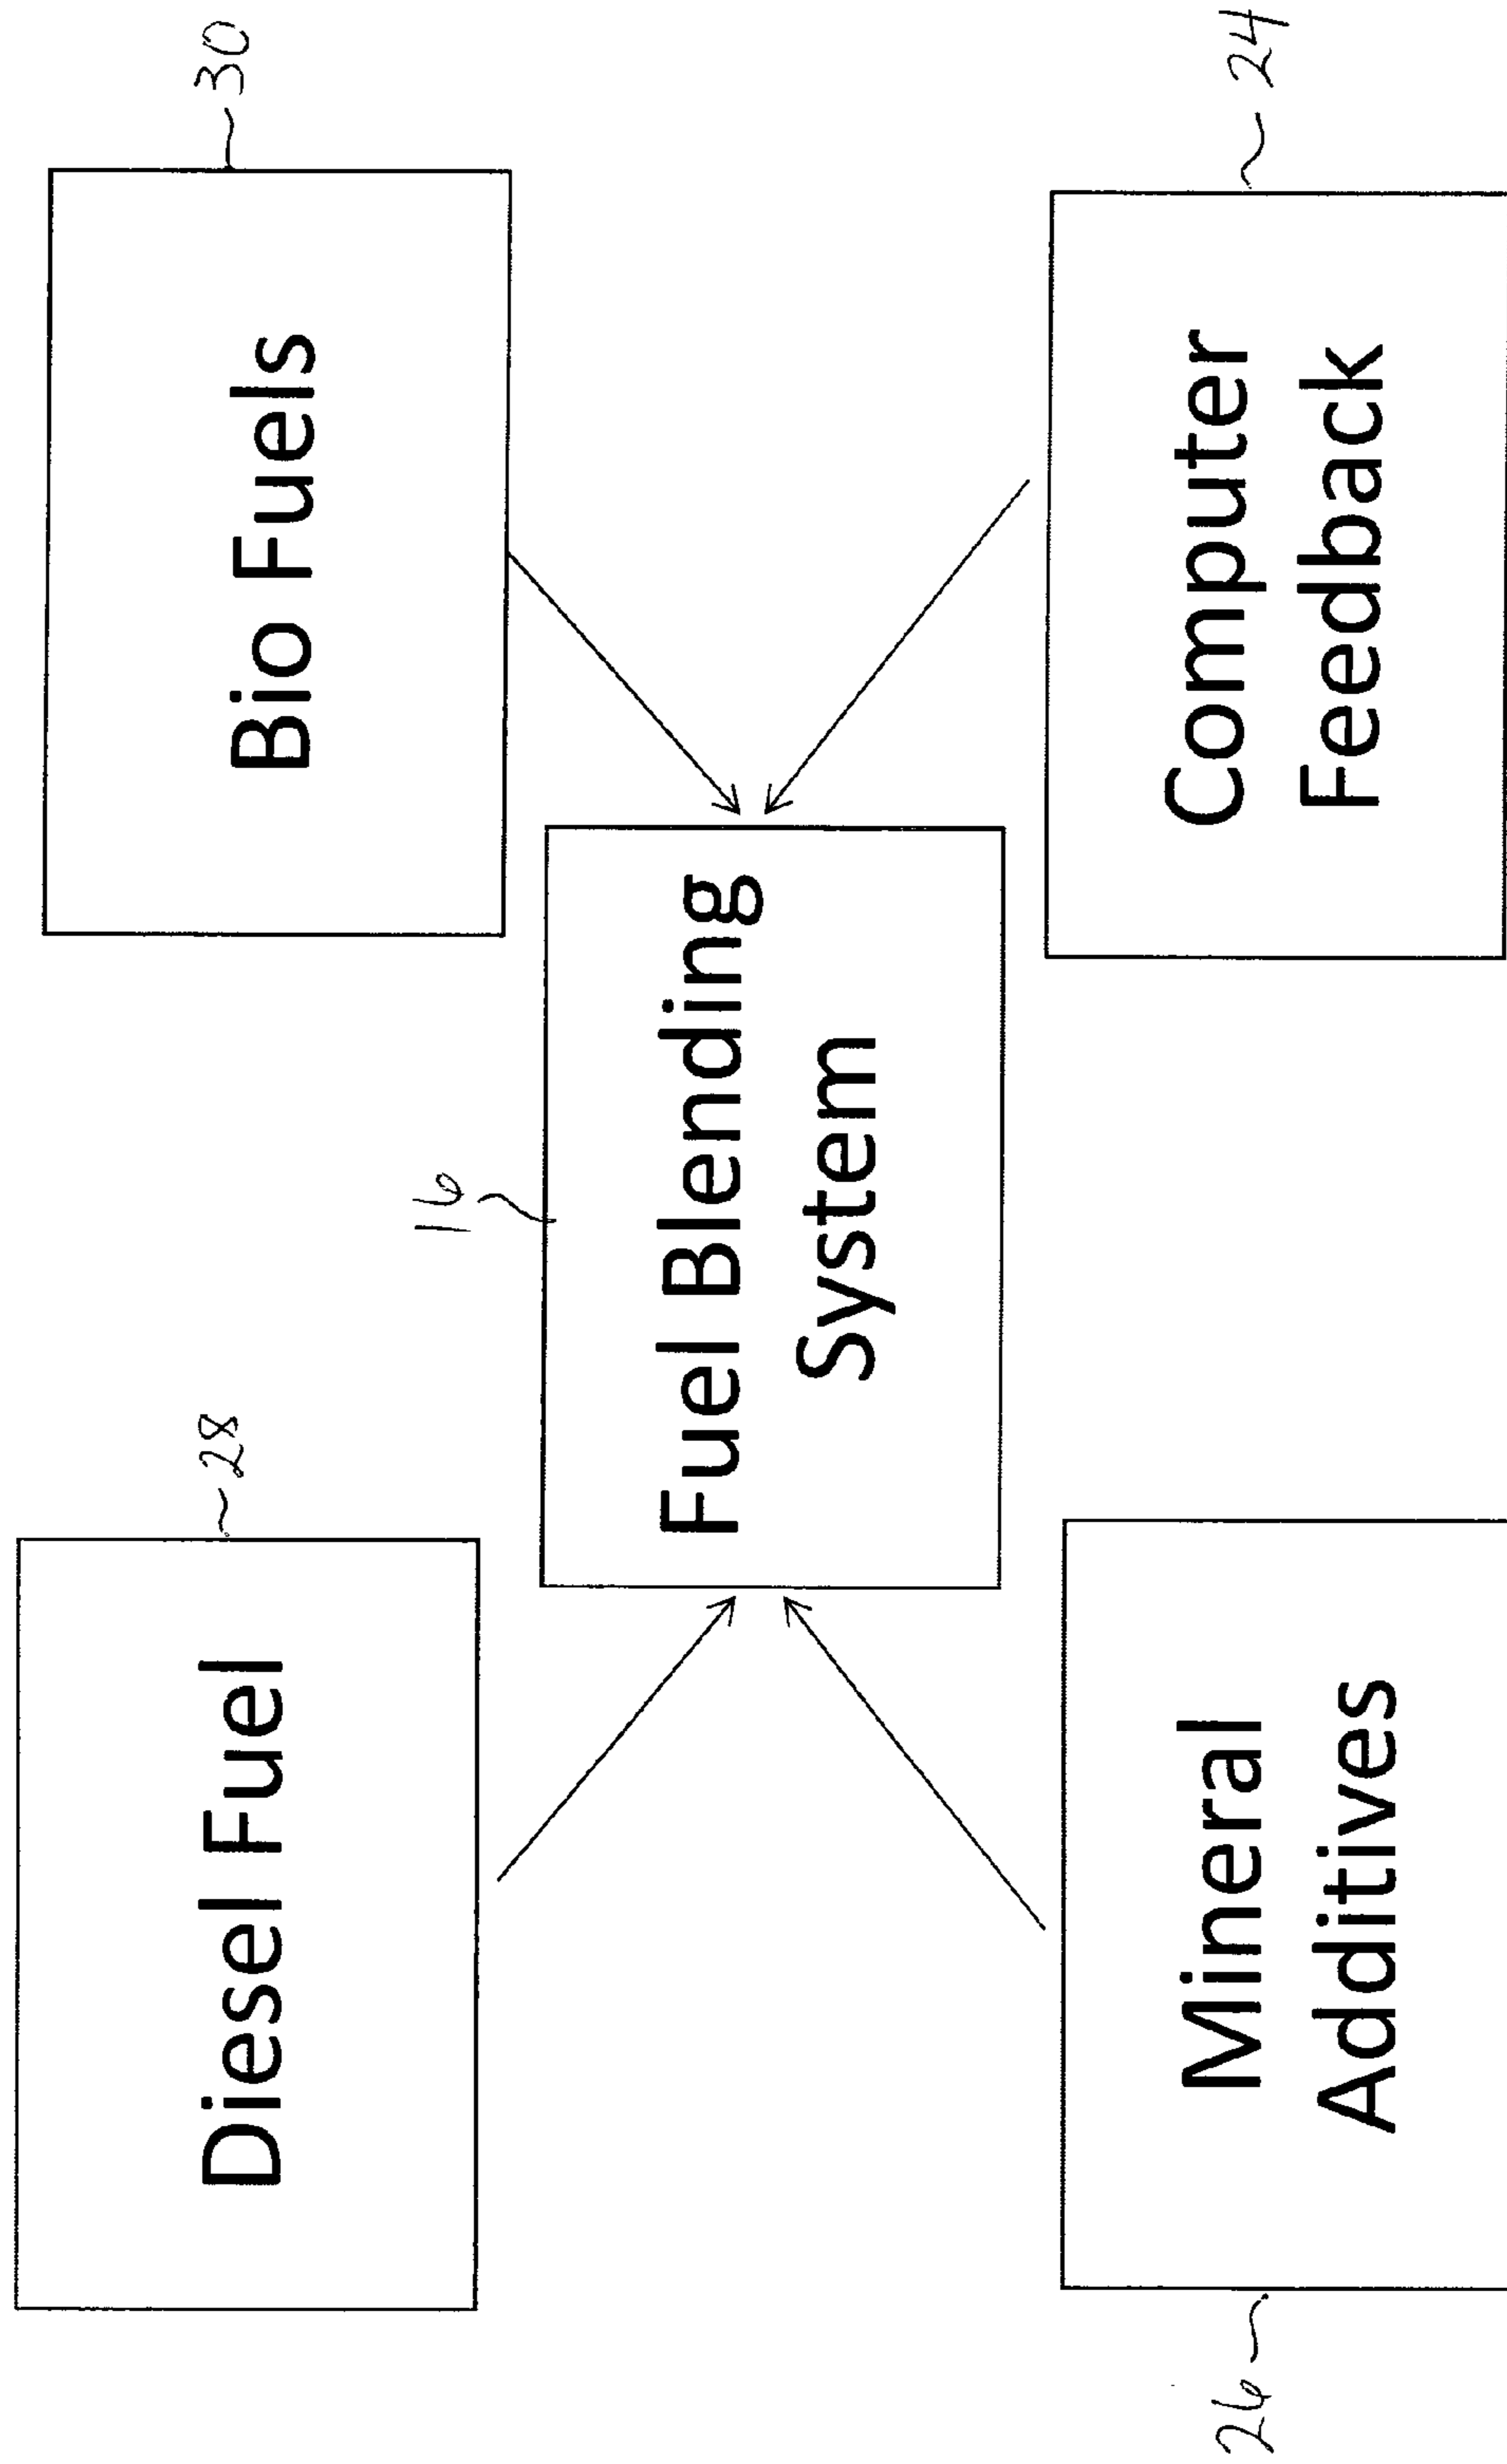 Diesel Fuel
28
Bio Fuels
30
16
Fuel Blending
System
26
Mineral
Additives
Computer
Feedback
24